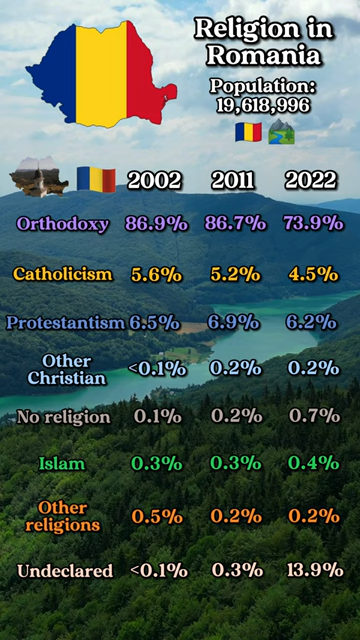 Religion in
Romania
Population:
19,618,996
2002 2011 2022
Orthodoxy 86.9% 86.7% 73.9%
Catholicism 5.6% 5.2% 4.5%
Protestantism 6.5% 6.9% 6.2%
Other
Christian <0.1% 0.2% 0.2%
No religion 0.1% 0.2% 0.7%
Islam 0.3% 0.3% 0.4%
Other
religions 0.5% 0.2% 0.2%
Undeclared <0.1% 0.3% 13.9%